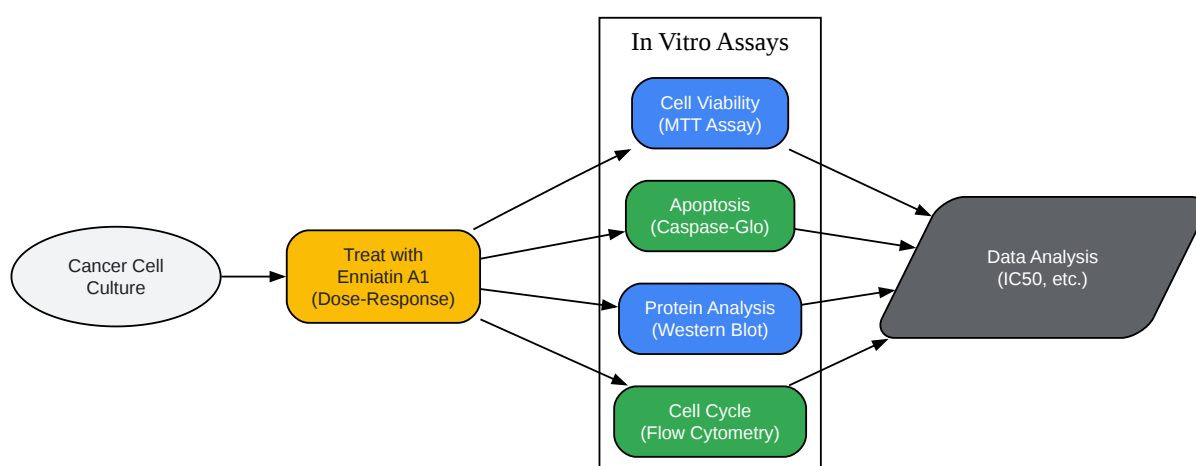 In Vitro Assays
Cell Viability
(MTT Assay)
Apoptosis
(Caspase-Glo)
Cancer Cell
Culture
Treat with
Enniatin A1
(Dose-Response)
Data Analysis
(IC50, etc.)
Protein Analysis
(Western Blot)
Cell Cycle
(Flow Cytometry)